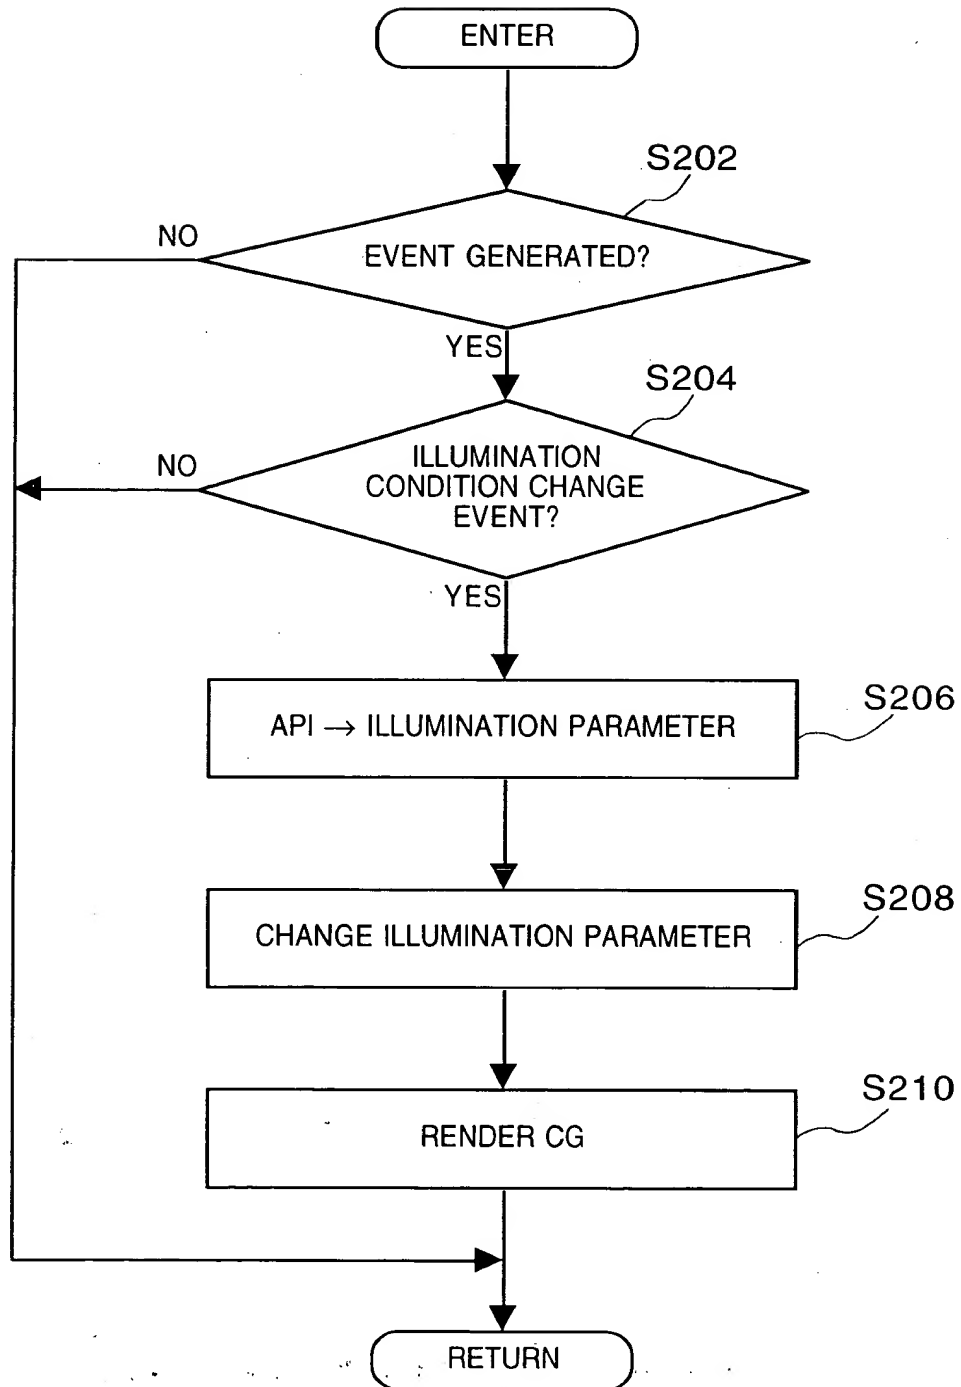 ENTER
S202
NO
EVENT GENERATED?
YES
S204
NO
ILLUMINATION
CONDITION CHANGE
EVENT?
YES
S206
API → ILLUMINATION PARAMETER
S208
CHANGE ILLUMINATION PARAMETER
S210
RENDER CG
RETURN